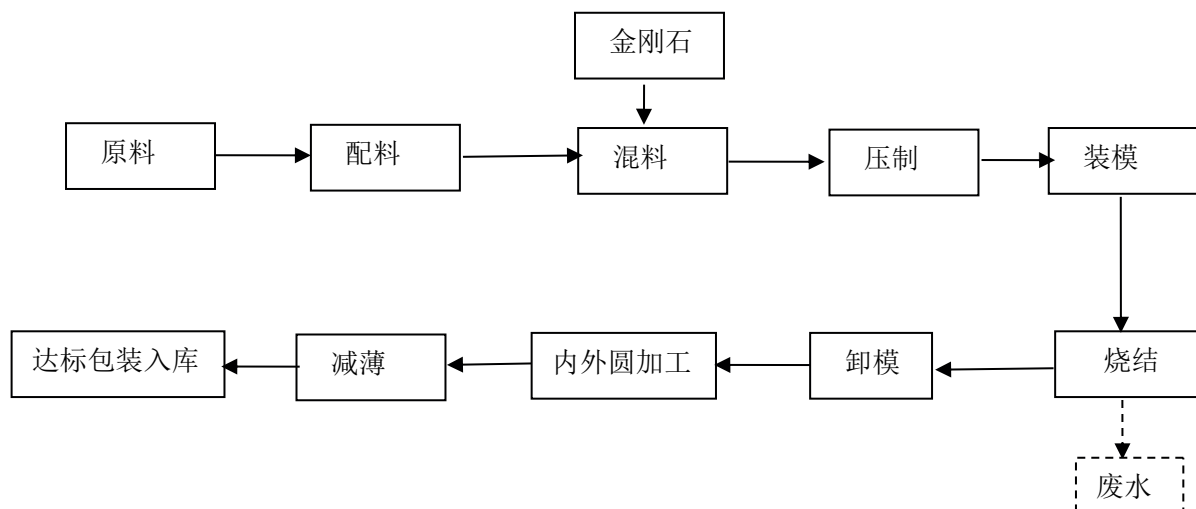 金刚石
原料
配料
混料
压制
装模
达标包装入库
减薄
内外圆加工
卸模
烧结
废水